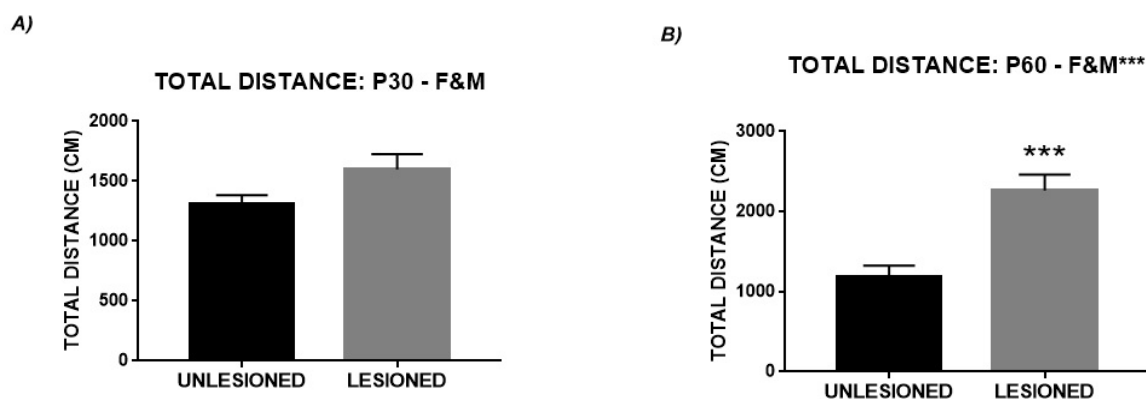 A)
TOTAL DISTANCE: P30 - F&M
TOTAL DISTANCE (CM)
2000
1500
1000
500
0
UNLESIONED
LESIONED
B)
TOTAL DISTANCE: P60 - F&M***
TOTAL DISTANCE (CM)
3000
2000
1000
0
***
UNLESIONED
LESIONED